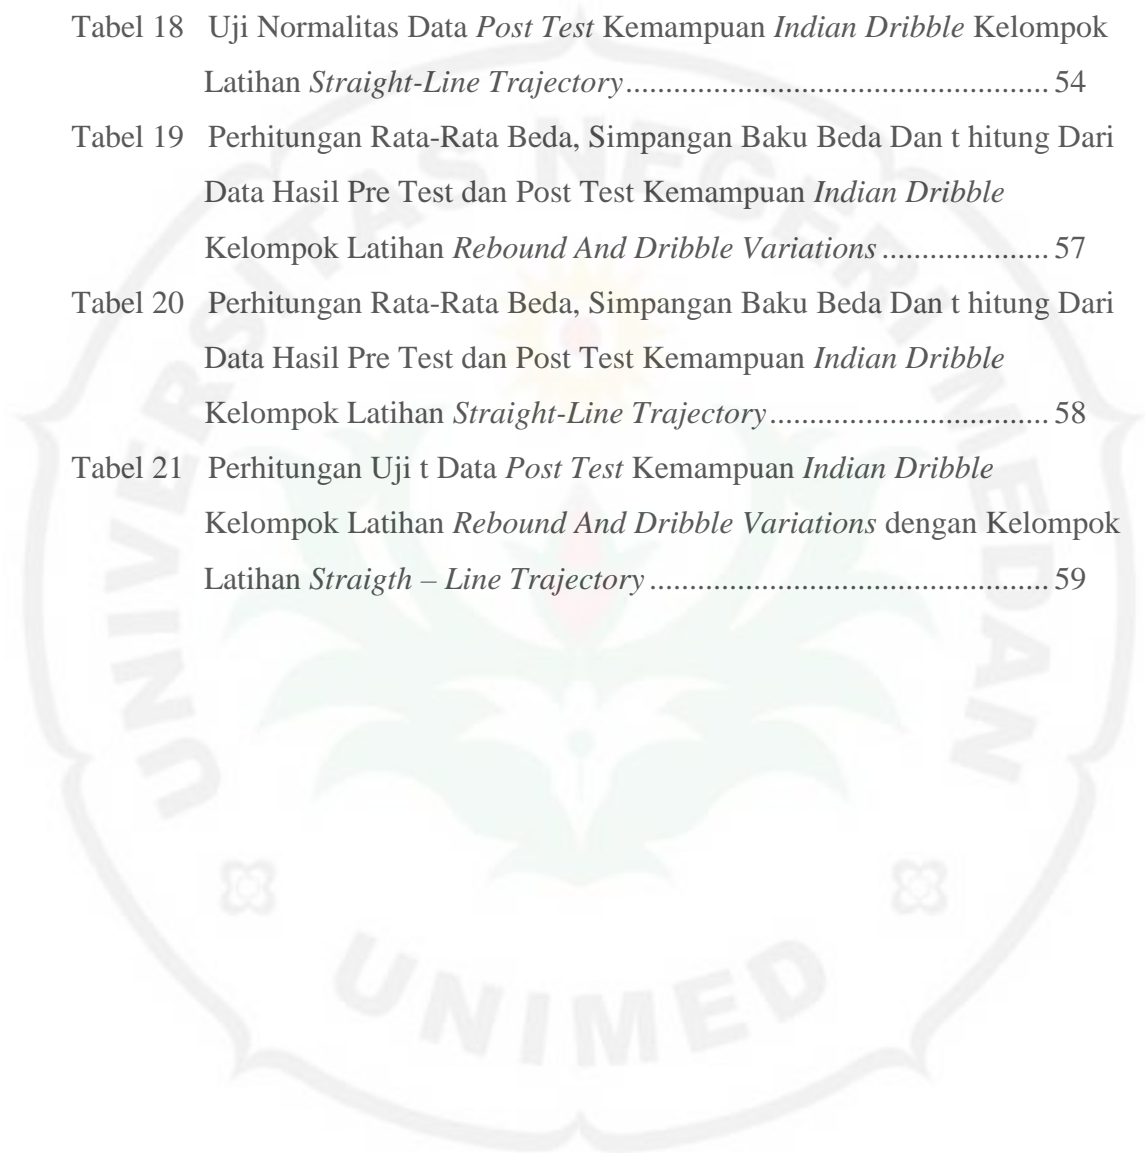 Tabel 18 Uji Normalitas Data Post Test Kemampuan Indian Dribble Kelompok
Latihan Straight-Line Trajectory............................................. 54
Tabel 19 Perhitungan Rata-Rata Beda, Simpangan Baku Beda Dan t hitung Dari
Data Hasil Pre Test dan Post Test Kemampuan Indian Dribble
Kelompok Latihan Rebound And Dribble Variations.................... 57
Tabel 20 Perhitungan Rata-Rata Beda, Simpangan Baku Beda Dan t hitung Dari
Data Hasil Pre Test dan Post Test Kemampuan Indian Dribble
Kelompok Latihan Straight-Line Trajectory................................ 58
Tabel 21 Perhitungan Uji t Data Post Test Kemampuan Indian Dribble
Kelompok Latihan Rebound And Dribble Variations dengan Kelompok
Latihan Straigth – Line Trajectory........................................... 59
UNIVERSITAS NEGERI MEDAN
UNIMED